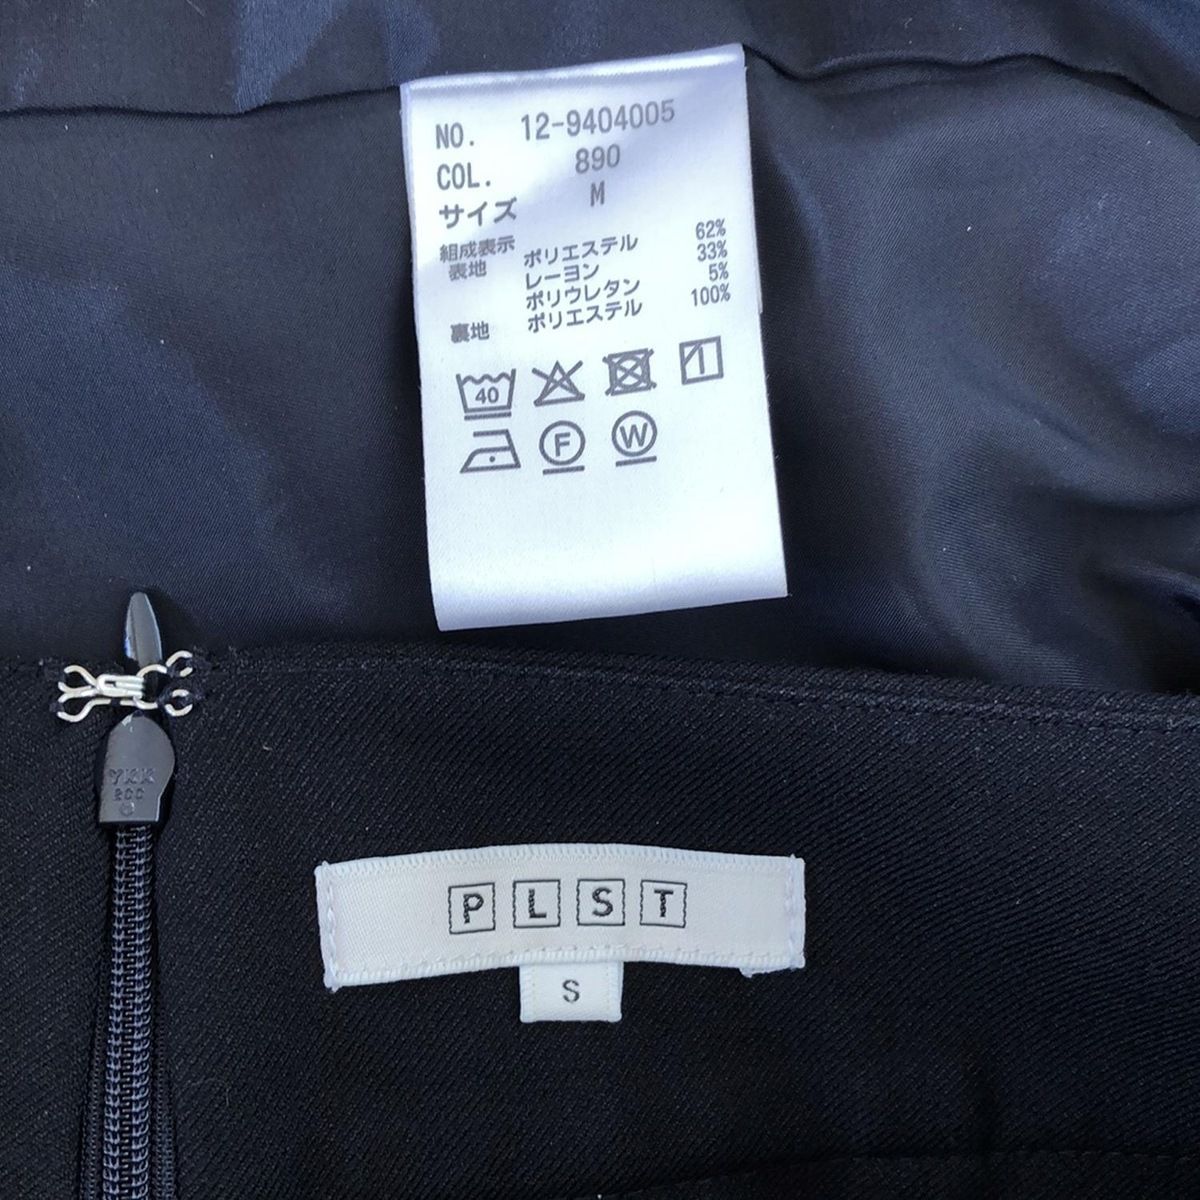 NO. 12-9404005
COL. 890
サイズ M
組成表示
表地 ポリエステル 62%
レーヨン 33%
ポリウレタン 5%
裏地 ポリエステル 100%
40
F W
YKK
200
PLST
S